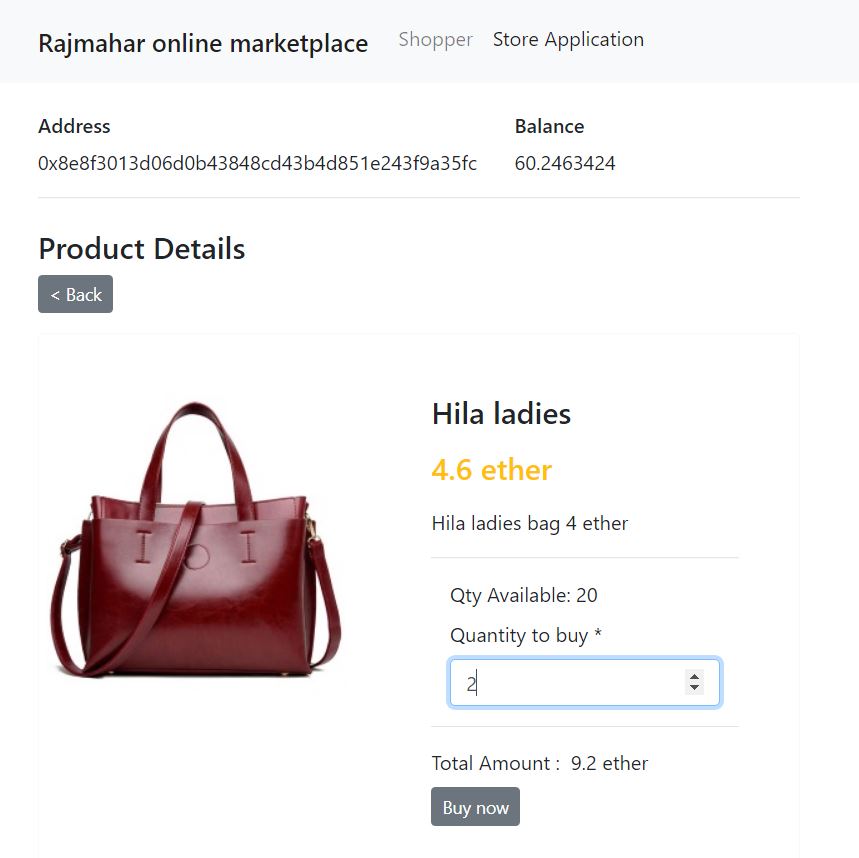 Rajmahar online marketplace Shopper Store Application
Address Balance
0x8e8f3013d06d0b43848cd43b4d851e243f9a35fc 60.2463424
Product Details
< Back
Hila ladies
4.6 ether
Hila ladies bag 4 ether
Qty Available: 20
Quantity to buy *
2
Total Amount : 9.2 ether
Buy now